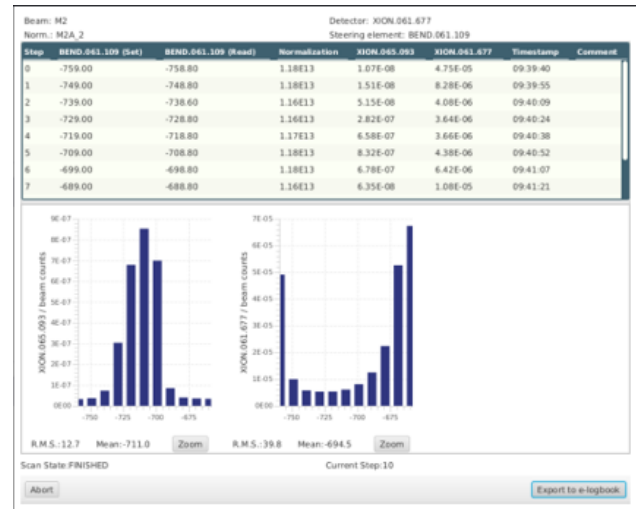 Beam: M2 Detector: XION.061.677
Norm.: M2A_2 Steering element: BEND.061.109
Step BEND.061.109 (Set) BEND.061.109 (Read) Normalization XION.065.093 XION.061.677 Timestamp Comment
0 -759.00 -758.80 1.18E13 1.07E-08 4.75E-05 09:39:40
1 -749.00 -748.80 1.18E13 1.51E-08 8.28E-06 09:39:55
2 -739.00 -738.60 1.16E13 5.15E-08 4.08E-06 09:40:09
3 -729.00 -728.80 1.16E13 2.82E-07 3.64E-06 09:40:24
4 -719.00 -718.80 1.17E13 6.58E-07 3.66E-06 09:40:38
5 -709.00 -708.80 1.18E13 8.32E-07 4.38E-06 09:40:52
6 -699.00 -698.80 1.18E13 6.78E-07 6.42E-06 09:41:07
7 -689.00 -688.80 1.16E13 6.35E-08 1.08E-05 09:41:21
XION.065.093 / beam counts
9E-07
8E-07
7E-07
6E-07
5E-07
4E-07
3E-07
2E-07
1E-07
0E00
-750 -725 -700 -675
XION.061.677 / beam counts
7E-05
6E-05
5E-05
4E-05
3E-05
2E-05
1E-05
0E00
-750 -725 -700 -675
R.M.S.:12.7 Mean:-711.0 Zoom R.M.S.:39.8 Mean:-694.5 Zoom
Scan State:FINISHED Current Step:10
Abort Export to e-logbook